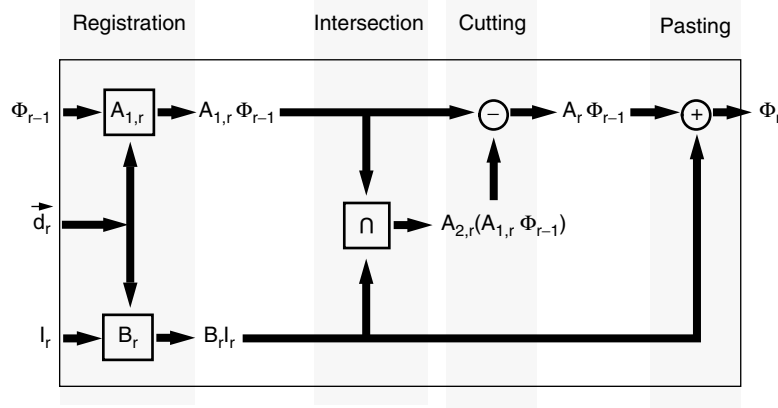 Registration Intersection Cutting Pasting
Φr−1 A1,r A1,r Φr−1 − Ar Φr−1 + Φr
dr ∩ A2,r(A1,r Φr−1)
Ir Br BrIr